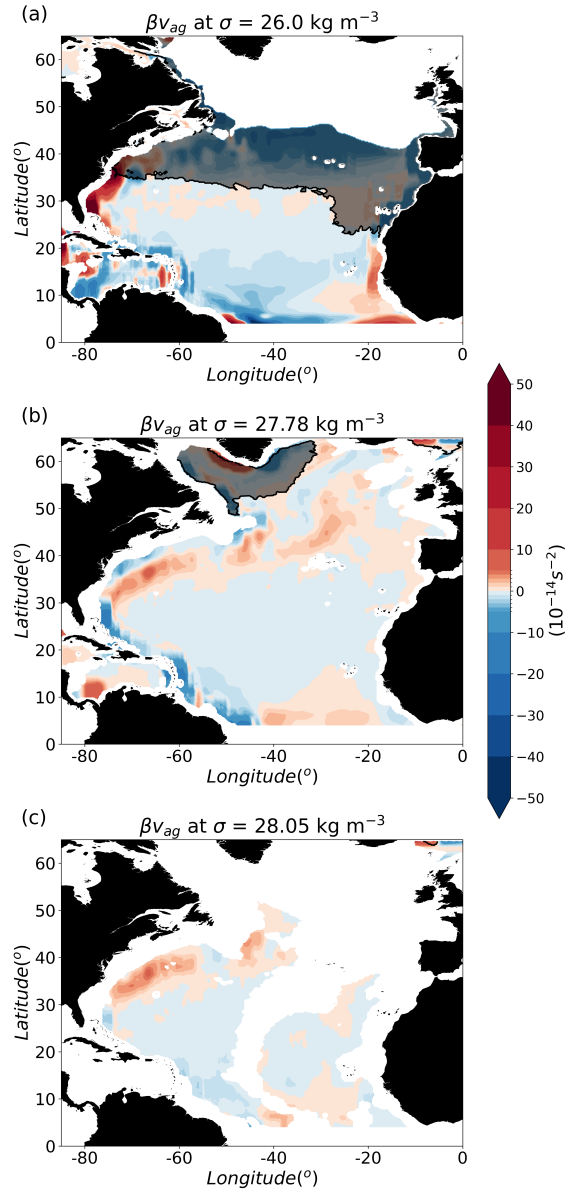 (a)
βv_ag at σ = 26.0 kg m⁻³
60
50
40
30
20
10
0
Latitude(°)
-80 -60 -40 -20 0
Longitude(°)
(b)
βv_ag at σ = 27.78 kg m⁻³
60
50
40
30
20
10
0
Latitude(°)
-80 -60 -40 -20 0
Longitude(°)
50
40
30
20
10
0
−10
−20
−30
−40
−50
(10⁻¹⁴s⁻²)
(c)
βv_ag at σ = 28.05 kg m⁻³
60
50
40
30
20
10
0
Latitude(°)
-80 -60 -40 -20 0
Longitude(°)